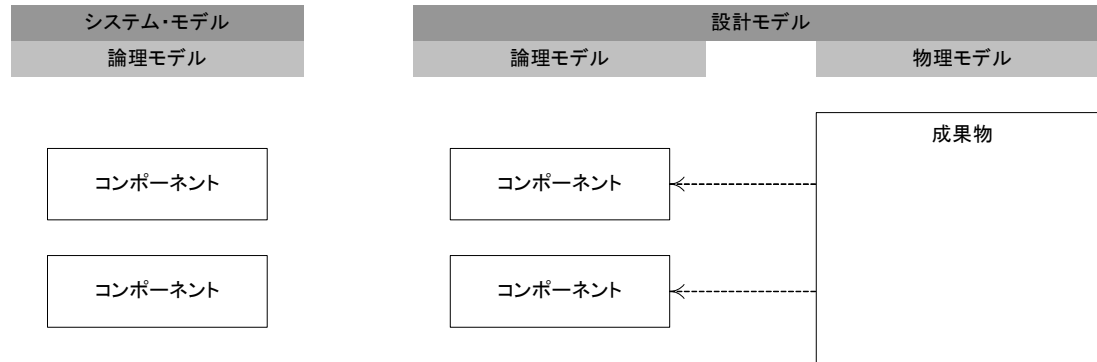 システム・モデル
設計モデル
論理モデル
論理モデル
物理モデル
成果物
コンポーネント
コンポーネント
コンポーネント
コンポーネント